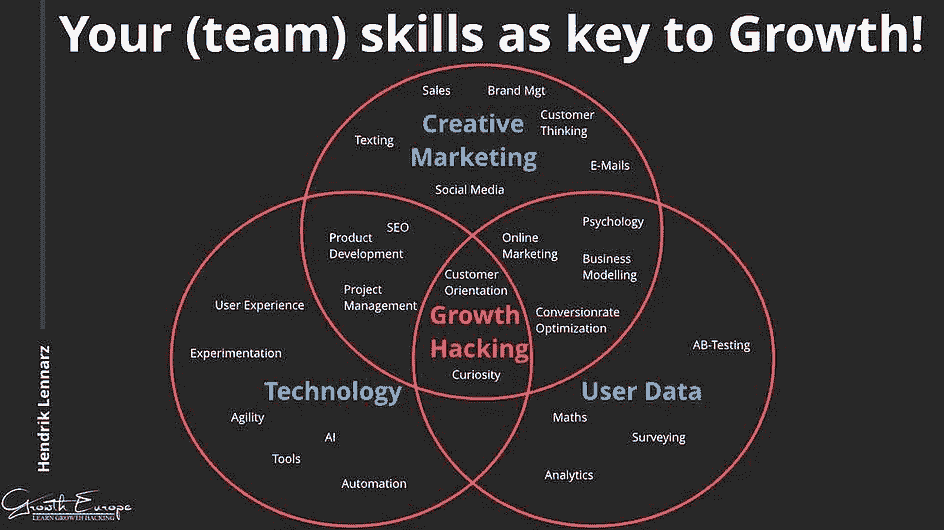 Your (team) skills as key to Growth!
Sales
Brand Mgt
Creative
Marketing
Customer
Thinking
Texting
E-Mails
Social Media
SEO
Product
Development
Project
Management
Online
Marketing
Psychology
Business
Modelling
Customer
Orientation
Conversionrate
Optimization
Growth
Hacking
Curiosity
User Experience
Experimentation
Technology
Agility
AI
Tools
Automation
AB-Testing
User Data
Maths
Surveying
Analytics
Hendrik Lennarz
Growth Europe
LEARN GROWTH HACKING